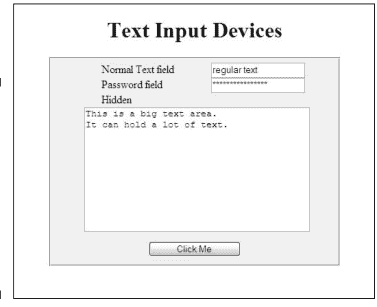 Text Input Devices
Normal Text field regular text
Password field ****************
Hidden
This is a big text area.
It can hold a lot of text.
Click Me